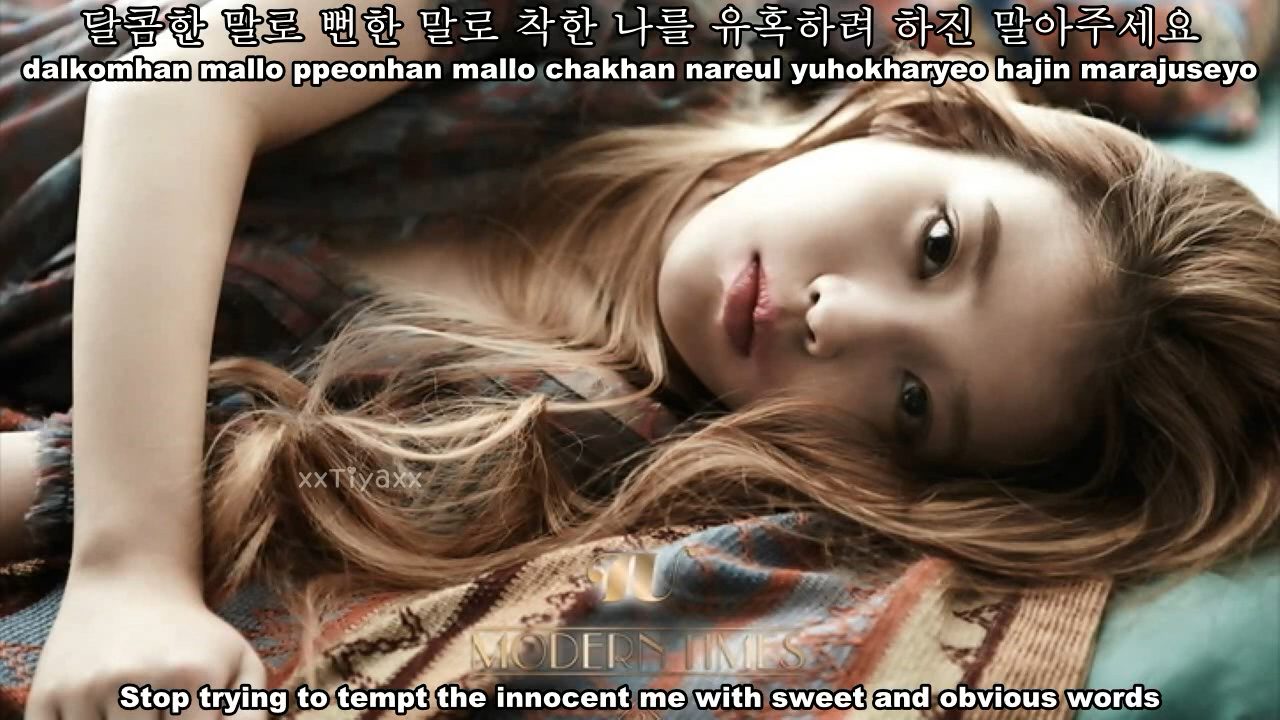 달콤한 말로 뻔한 말로 착한 나를 유혹하려 하진 말아주세요
dalkomhan mallo ppeonhan mallo chakhan nareul yuhokharyeo hajin marajuseyo
xxTiyaxx
IU
MODERN TIMES
Stop trying to tempt the innocent me with sweet and obvious words